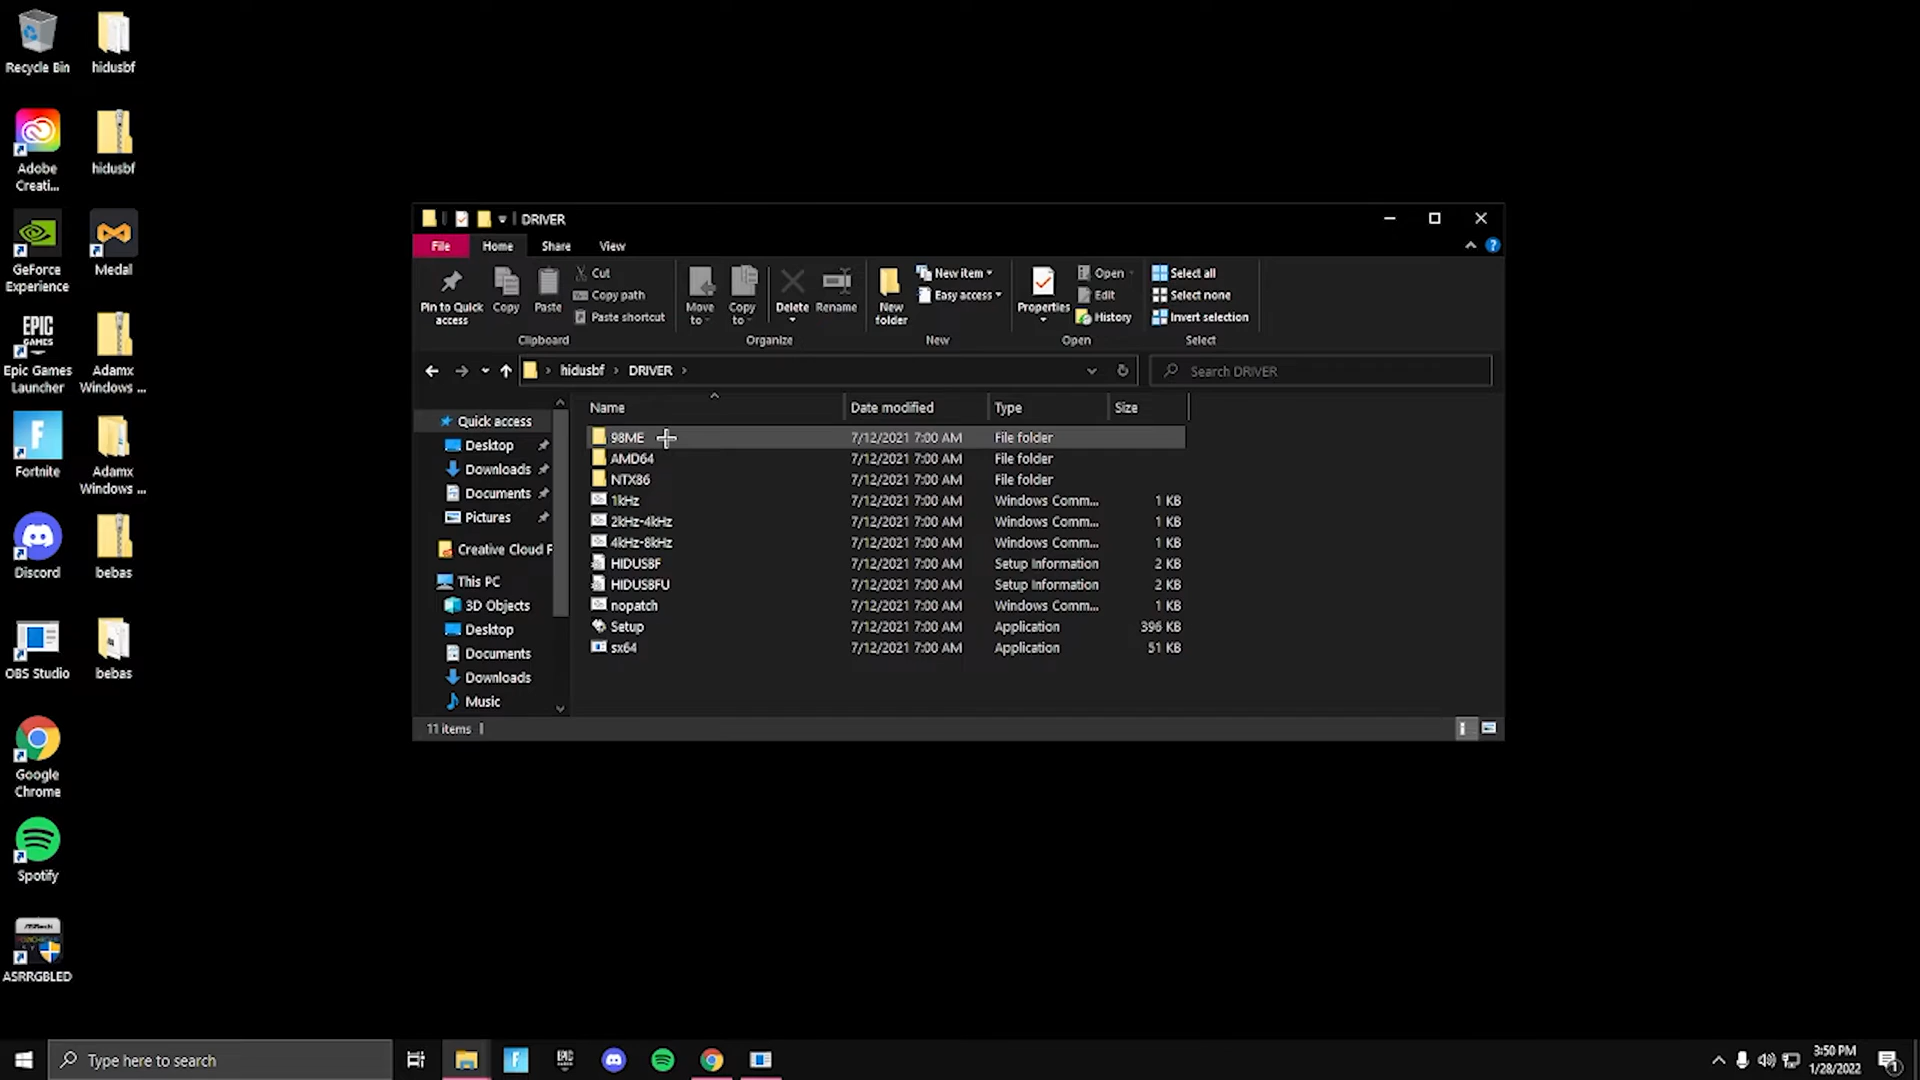 Recycle Bin
hidusbf
Adobe
Creati...
hidusbf
GeForce
Experience
Medal
EPIC
GAMES
Epic Games
Launcher
Adamx
Windows ...
Fortnite
Adamx
Windows ...
Discord
bebas
OBS Studio
bebas
Google
Chrome
Spotify
ASRRGBLED
DRIVER
File
Home
Share
View
Pin to Quick
access
Copy
Paste
Cut
Copy path
Paste shortcut
Clipboard
Move
to
Copy
to
Delete
Rename
Organize
New
folder
New item
Easy access
New
Properties
Open
Edit
History
Open
Select all
Select none
Invert selection
Select
hidusbf > DRIVER >
Search DRIVER
Quick access
Desktop
Downloads
Documents
Pictures
Creative Cloud F
This PC
3D Objects
Desktop
Documents
Downloads
Music
Name Date modified Type Size
98ME 7/12/2021 7:00 AM File folder
AMD64 7/12/2021 7:00 AM File folder
NTX86 7/12/2021 7:00 AM File folder
1kHz 7/12/2021 7:00 AM Windows Comm... 1 KB
2kHz-4kHz 7/12/2021 7:00 AM Windows Comm... 1 KB
4kHz-8kHz 7/12/2021 7:00 AM Windows Comm... 1 KB
HIDUSBF 7/12/2021 7:00 AM Setup Information 2 KB
HIDUSBFU 7/12/2021 7:00 AM Setup Information 2 KB
nopatch 7/12/2021 7:00 AM Windows Comm... 1 KB
Setup 7/12/2021 7:00 AM Application 396 KB
sx64 7/12/2021 7:00 AM Application 51 KB
11 items
Type here to search
3:50 PM
1/28/2022